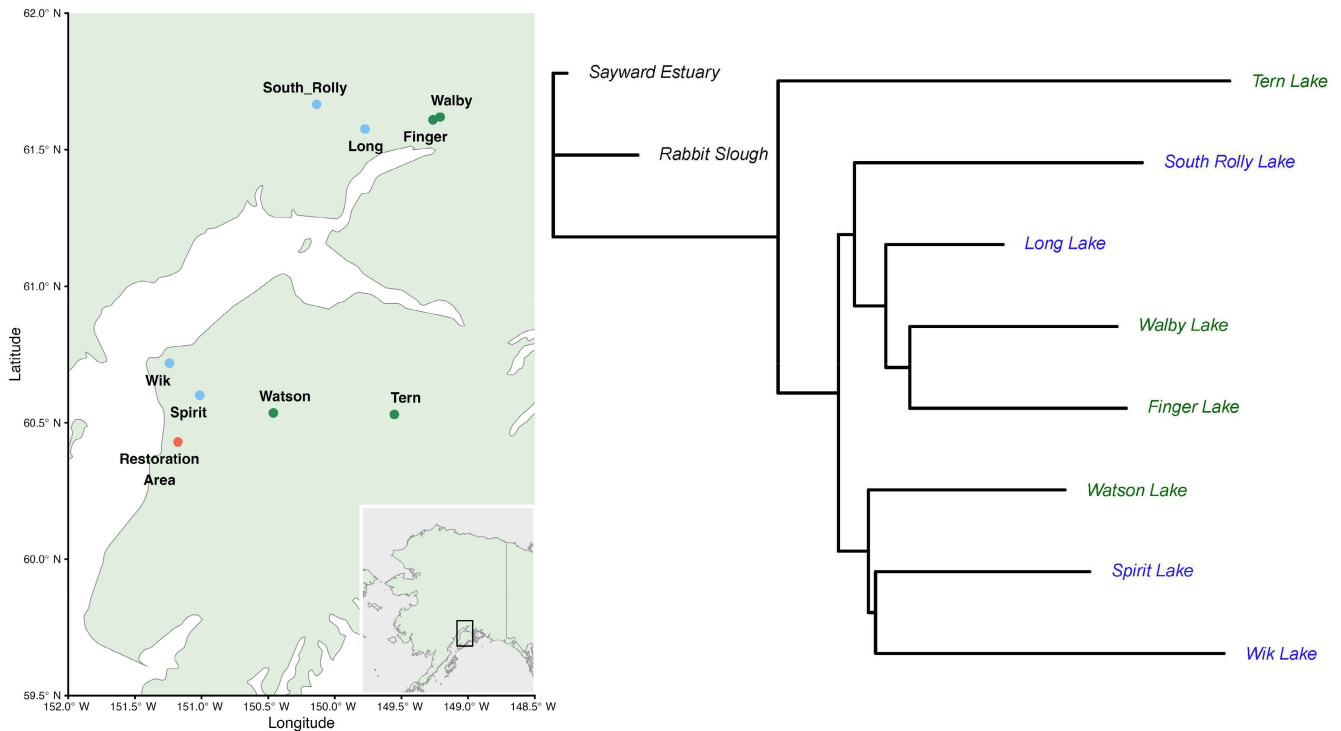 62.0° N
61.5° N
61.0° N
60.5° N
60.0° N
59.5° N
Latitude
South_Rolly
Walby
Long
Finger
Wik
Spirit
Watson
Tern
Restoration
Area
152.0° W
151.5° W
151.0° W
150.5° W
150.0° W
149.5° W
149.0° W
148.5° W
Longitude
Sayward Estuary
Rabbit Slough
Tern Lake
South Rolly Lake
Long Lake
Walby Lake
Finger Lake
Watson Lake
Spirit Lake
Wik Lake